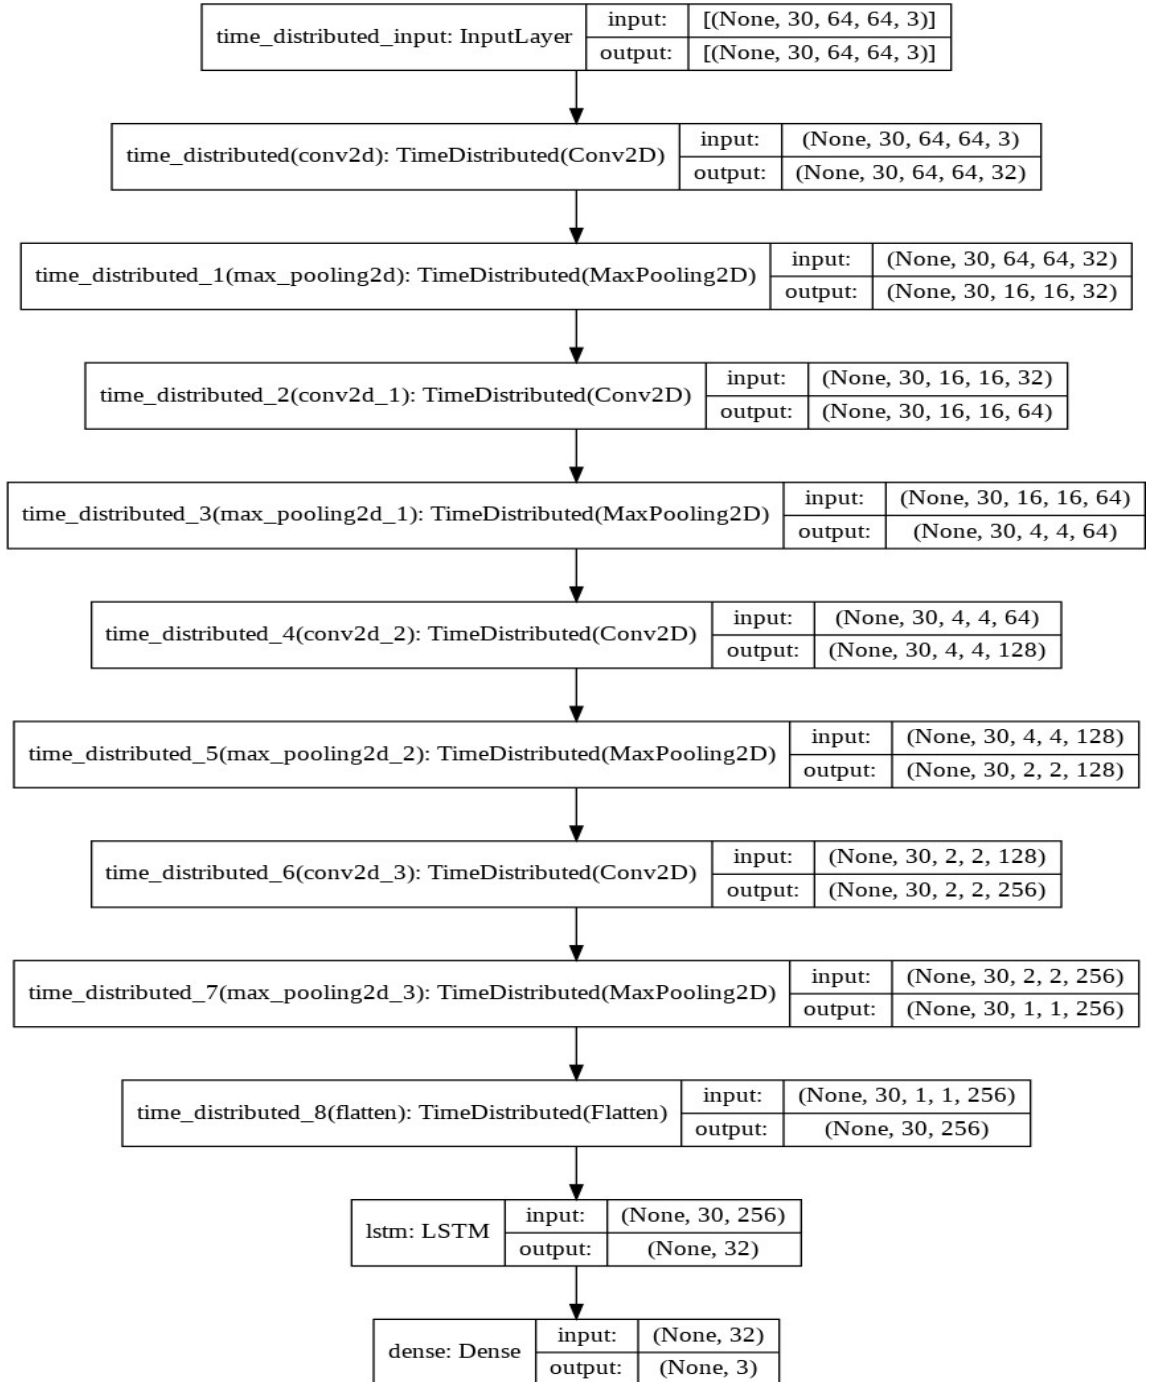 time_distributed_input: InputLayer
input: [(None, 30, 64, 64, 3)]
output: [(None, 30, 64, 64, 3)]
time_distributed(conv2d): TimeDistributed(Conv2D)
input: (None, 30, 64, 64, 3)
output: (None, 30, 64, 64, 32)
time_distributed_1(max_pooling2d): TimeDistributed(MaxPooling2D)
input: (None, 30, 64, 64, 32)
output: (None, 30, 16, 16, 32)
time_distributed_2(conv2d_1): TimeDistributed(Conv2D)
input: (None, 30, 16, 16, 32)
output: (None, 30, 16, 16, 64)
time_distributed_3(max_pooling2d_1): TimeDistributed(MaxPooling2D)
input: (None, 30, 16, 16, 64)
output: (None, 30, 4, 4, 64)
time_distributed_4(conv2d_2): TimeDistributed(Conv2D)
input: (None, 30, 4, 4, 64)
output: (None, 30, 4, 4, 128)
time_distributed_5(max_pooling2d_2): TimeDistributed(MaxPooling2D)
input: (None, 30, 4, 4, 128)
output: (None, 30, 2, 2, 128)
time_distributed_6(conv2d_3): TimeDistributed(Conv2D)
input: (None, 30, 2, 2, 128)
output: (None, 30, 2, 2, 256)
time_distributed_7(max_pooling2d_3): TimeDistributed(MaxPooling2D)
input: (None, 30, 2, 2, 256)
output: (None, 30, 1, 1, 256)
time_distributed_8(flatten): TimeDistributed(Flatten)
input: (None, 30, 1, 1, 256)
output: (None, 30, 256)
lstm: LSTM
input: (None, 30, 256)
output: (None, 32)
dense: Dense
input: (None, 32)
output: (None, 3)